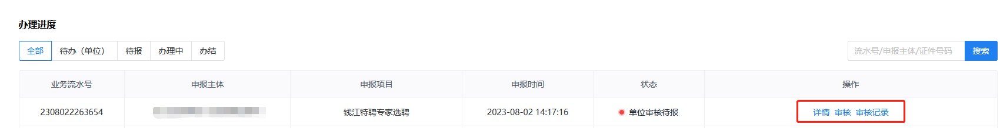 办理进度
全部 待办（单位） 待报 办理中 办结 流水号/申报主体/证件号码 搜索
业务流水号 申报主体 申报项目 申报时间 状态 操作
2308022263654 钱江特聘专家选聘 2023-08-02 14:17:16 单位审核待报 详情 审核 审核记录